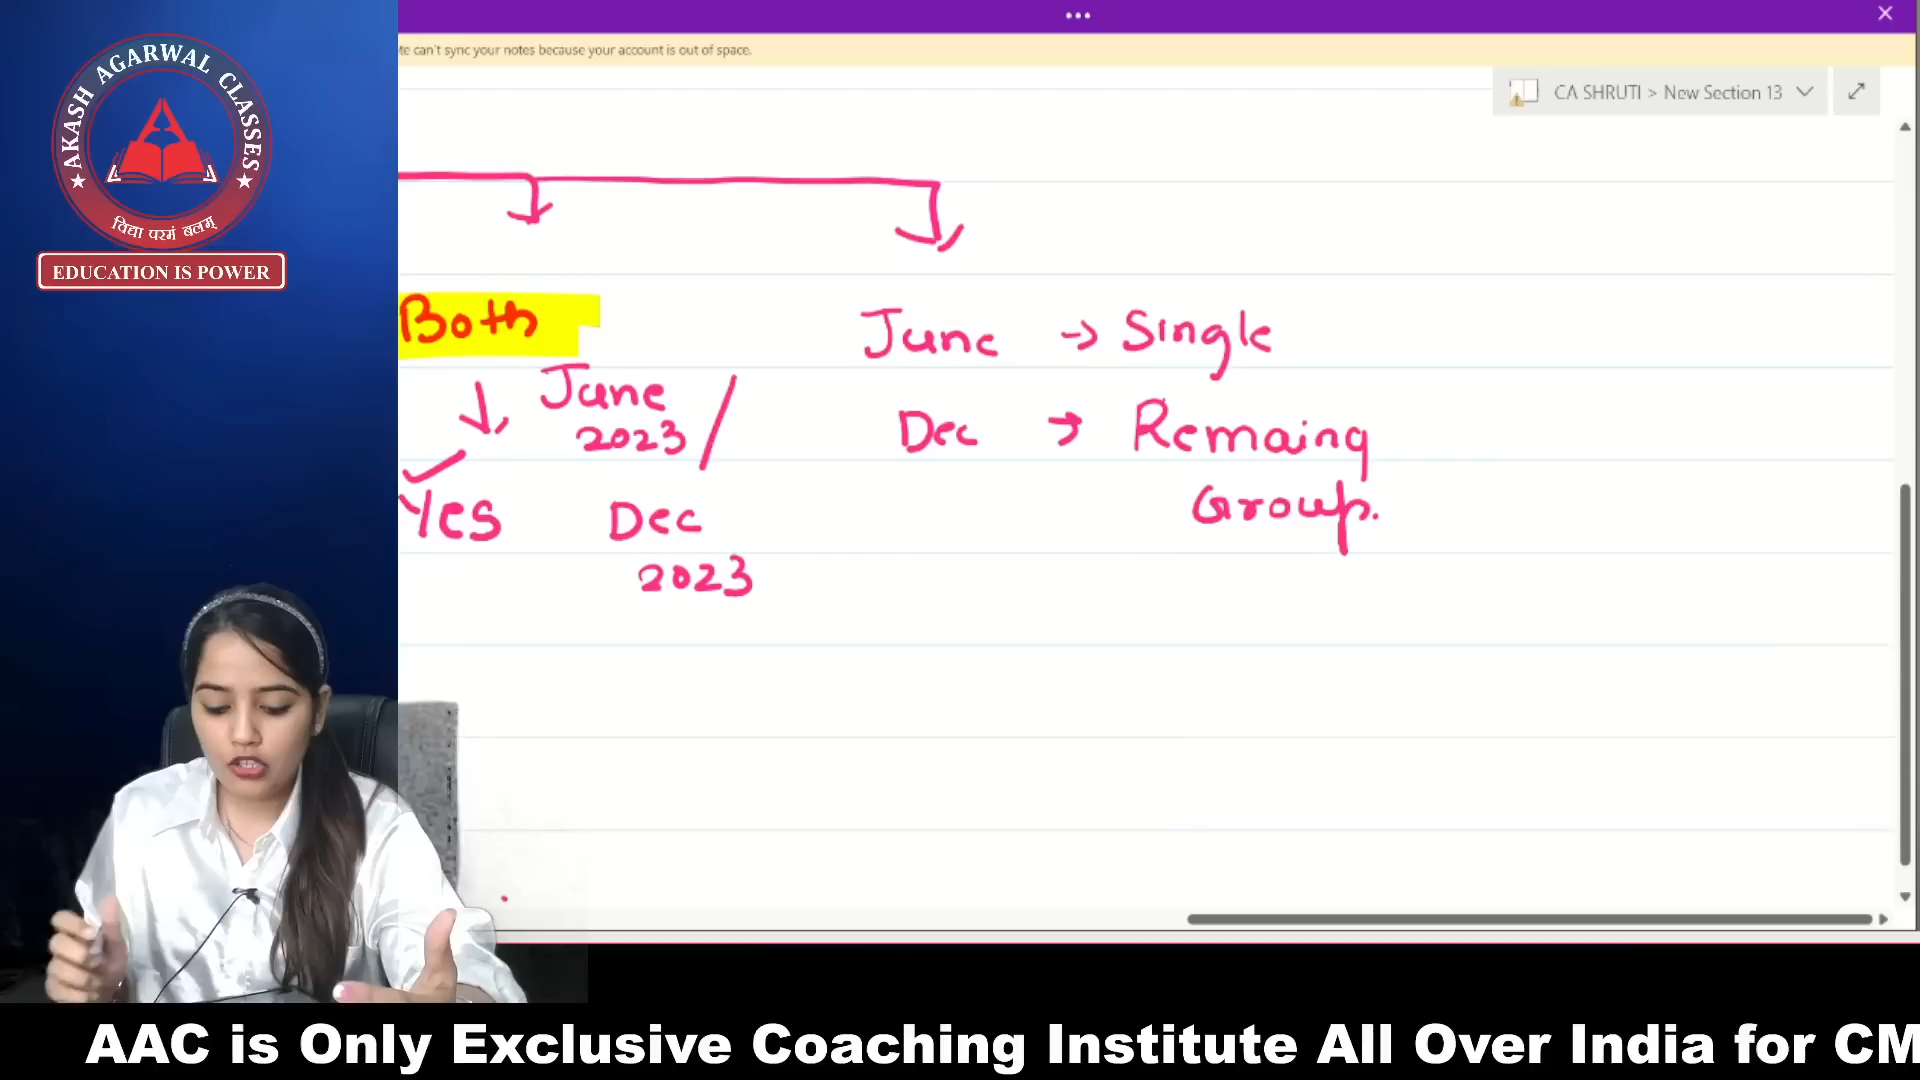 AKASH AGARWAL CLASSES
विद्या परमं बलम्
EDUCATION IS POWER
te can't sync your notes because your account is out of space.
CA SHRUTI > New Section 13
Both
June
2023 /
Yes
Dec
2023
June → Single
Dec → Remaing
Group.
AAC is Only Exclusive Coaching Institute All Over India for CM